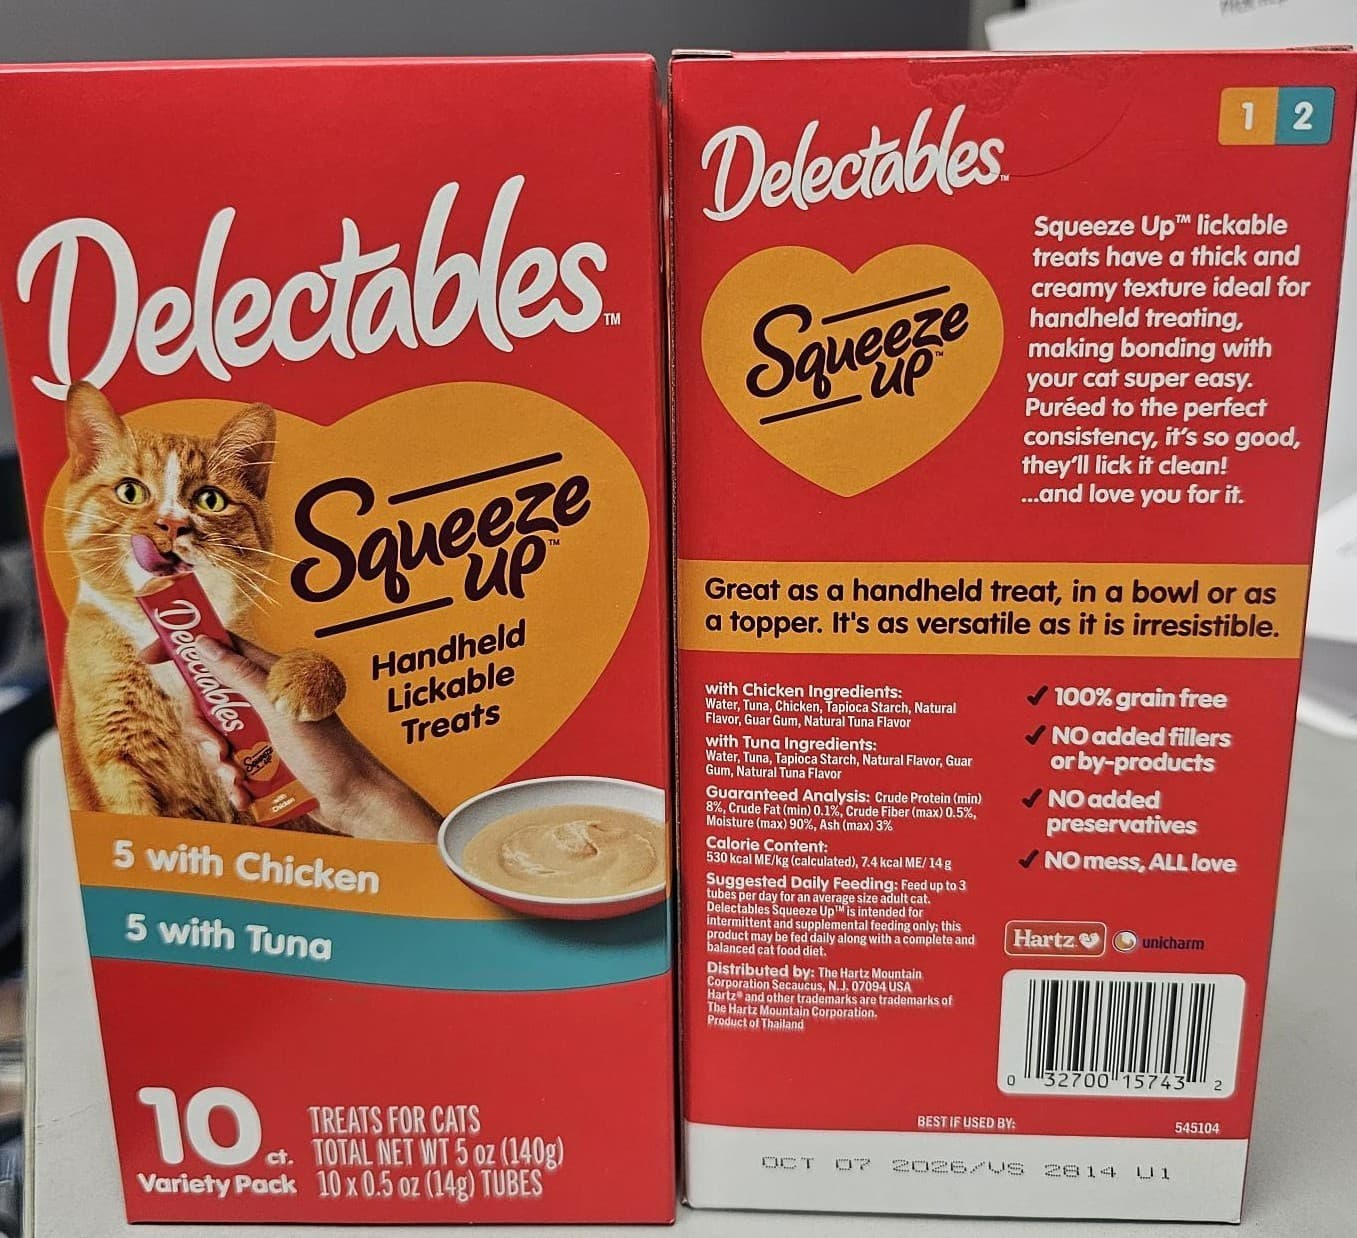 Delectables™
Squeeze
UP™
Handheld
Lickable
Treats
Delectables
Squeeze
with
Chicken
5 with Chicken
5 with Tuna
10 ct.
Variety Pack
TREATS FOR CATS
TOTAL NET WT 5 oz (140g)
10 x 0.5 oz (14g) TUBES
1 2
Delectables™
Squeeze
UP™
Squeeze Up™ lickable
treats have a thick and
creamy texture ideal for
handheld treating,
making bonding with
your cat super easy.
Puréed to the perfect
consistency, it's so good,
they'll lick it clean!
...and love you for it.
Great as a handheld treat, in a bowl or as
a topper. It's as versatile as it is irresistible.
with Chicken Ingredients:
Water, Tuna, Chicken, Tapioca Starch, Natural
Flavor, Guar Gum, Natural Tuna Flavor
with Tuna Ingredients:
Water, Tuna, Tapioca Starch, Natural Flavor, Guar
Gum, Natural Tuna Flavor
Guaranteed Analysis: Crude Protein (min)
8%, Crude Fat (min) 0.1%, Crude Fiber (max) 0.5%,
Moisture (max) 90%, Ash (max) 3%
Calorie Content:
530 kcal ME/kg (calculated), 7.4 kcal ME/ 14 g
Suggested Daily Feeding: Feed up to 3
tubes per day for an average size adult cat.
Delectables Squeeze Up™ is intended for
intermittent and supplemental feeding only; this
product may be fed daily along with a complete and
balanced cat food diet.
Distributed by: The Hartz Mountain
Corporation Secaucus, N.J. 07094 USA
Hartz® and other trademarks are trademarks of
The Hartz Mountain Corporation.
Product of Thailand
✓ 100% grain free
✓ NO added fillers
or by-products
✓ NO added
preservatives
✓ NO mess, ALL love
Hartz
unicharm
0 32700 15743 2
BEST IF USED BY:
545104
OCT 07 2026/VS 2814 U1